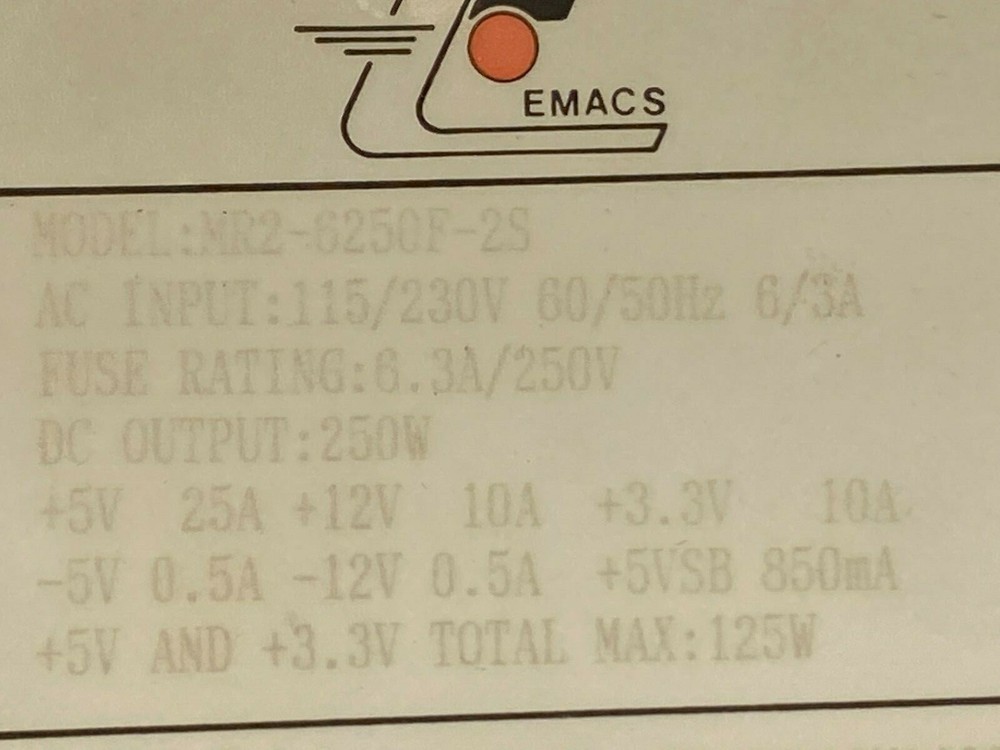 EMACS
MODEL:MR2-6250F-2S
AC INPUT:115/230V 60/50Hz 6/3A
FUSE RATING:6.3A/250V
DC OUTPUT:250W
+5V 25A +12V 10A +3.3V 10A
-5V 0.5A -12V 0.5A +5VSB 850mA
+5V AND +3.3V TOTAL MAX:125W